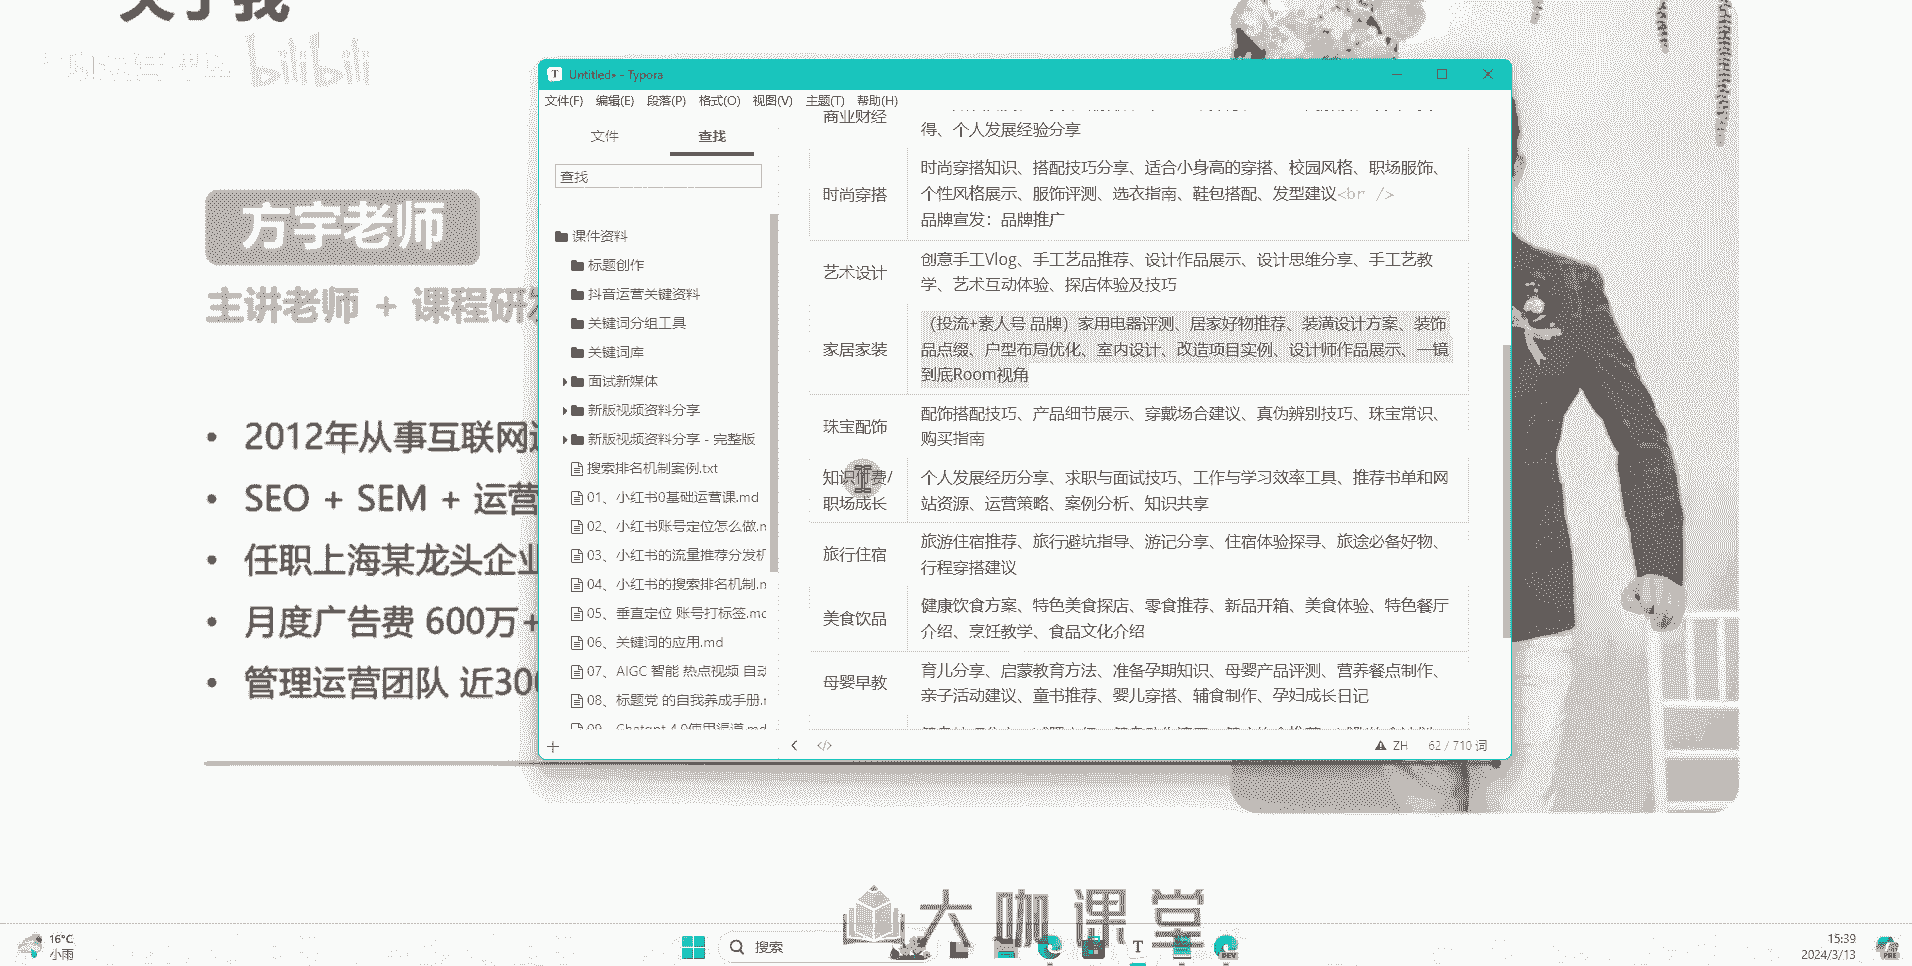 关于我
bilibili
方宇老师
主讲老师 + 课程研发
• 2012年从事互联网
• SEO + SEM + 运营
• 任职上海某龙头企业
• 月度广告费 600万+
• 管理运营团队 近300
Untitled• - Typora
文件(F) 编辑(E) 段落(P) 格式(O) 视图(V) 主题(T) 帮助(H)
文件 查找
查找
课件资料
标题创作
抖音运营关键资料
关键词分组工具
关键词库
面试新媒体
新版视频资料分享
新版视频资料分享 - 完整版
搜索排名机制案例.txt
01、小红书0基础运营课.md
02、小红书账号定位怎么做.m
03、小红书的流量推荐分发机
04、小红书的搜索排名机制.m
05、垂直定位 账号打标签.mc
06、关键词的应用.md
07、AIGC 智能 热点视频 自动
08、标题党 的自我养成手册.m
09、Chatgpt 4.0使用渠道.md
商业财经
得、个人发展经验分享
时尚穿搭
时尚穿搭知识、搭配技巧分享、适合小身高的穿搭、校园风格、职场服饰、
个性风格展示、服饰评测、选衣指南、鞋包搭配、发型建议<br />
品牌宣发：品牌推广
艺术设计
创意手工Vlog、手工艺品推荐、设计作品展示、设计思维分享、手工艺教
学、艺术互动体验、探店体验及技巧
家居家装
（投流+素人号 品牌）家用电器评测、居家好物推荐、装潢设计方案、装饰
品点缀、户型布局优化、室内设计、改造项目实例、设计师作品展示、一镜
到底Room视角
珠宝配饰
配饰搭配技巧、产品细节展示、穿戴场合建议、真伪辨别技巧、珠宝常识、
购买指南
知识付费/
职场成长
个人发展经历分享、求职与面试技巧、工作与学习效率工具、推荐书单和网
站资源、运营策略、案例分析、知识共享
旅行住宿
旅游住宿推荐、旅行避坑指导、游记分享、住宿体验探寻、旅途必备好物、
行程穿搭建议
美食饮品
健康饮食方案、特色美食探店、零食推荐、新品开箱、美食体验、特色餐厅
介绍、烹饪教学、食品文化介绍
母婴早教
育儿分享、启蒙教育方法、准备孕期知识、母婴产品评测、营养餐点制作、
亲子活动建议、童书推荐、婴儿穿搭、辅食制作、孕妇成长日记
ZH 62 / 710 词
大咖课堂
16°C
小雨
搜索
DEV
15:39
2024/3/13
PRE